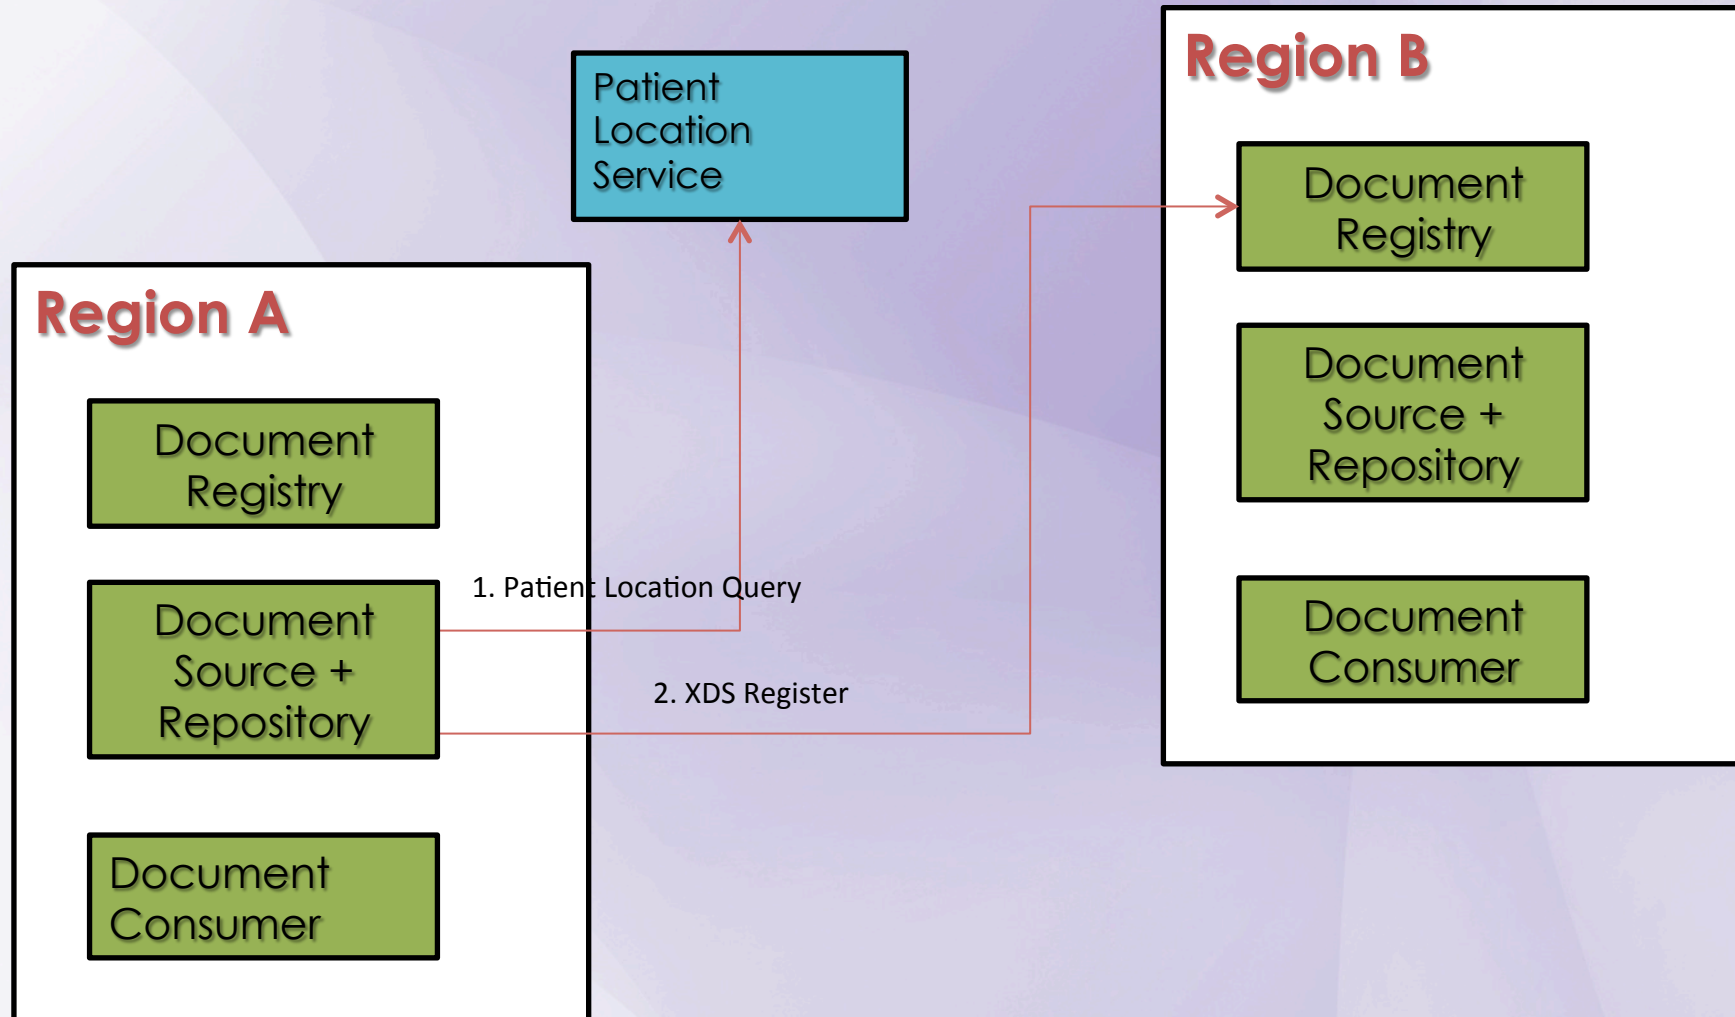 Region B
Patient
Location
Service
Document
Registry
Region A
Document
Source +
Repository
Document
Registry
1. Patient Location Query
Document
Source +
Repository
Document
Consumer
2. XDS Register
Document
Consumer